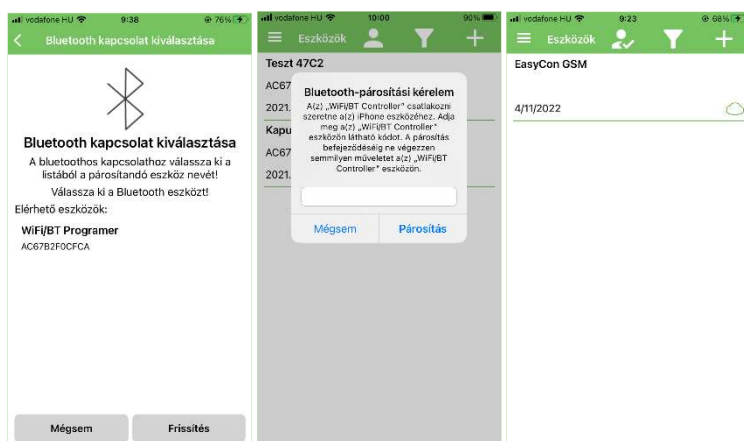 vodafone HU 9:38 76%
Bluetooth kapcsolat kiválasztása
Bluetooth kapcsolat kiválasztása
A bluetoothos kapcsolathoz válassza ki a
listából a párosítandó eszköz nevét!
Válassza ki a Bluetooth eszközt!
Elérhető eszközök:
WiFi/BT Programer
AC67B2F0CFCA
Mégsem Frissítés
vodafone HU 10:00 90%
Eszközök
Teszt 47C2
AC67
2021.
Kapu
AC67
2021.
Bluetooth-párosítási kérelem
A(z) „WiFi/BT Controller” csatlakozni
szeretne a(z) iPhone eszközéhez. Adja
meg a(z) „WiFi/BT Controller”
eszközön látható kódot. A párosítás
befejeződéséig ne végezzen
semmilyen műveletet a(z) „WiFi/BT
Controller” eszközön.
Mégsem Párosítás
vodafone HU 9:23 68%
Eszközök
EasyCon GSM
4/11/2022